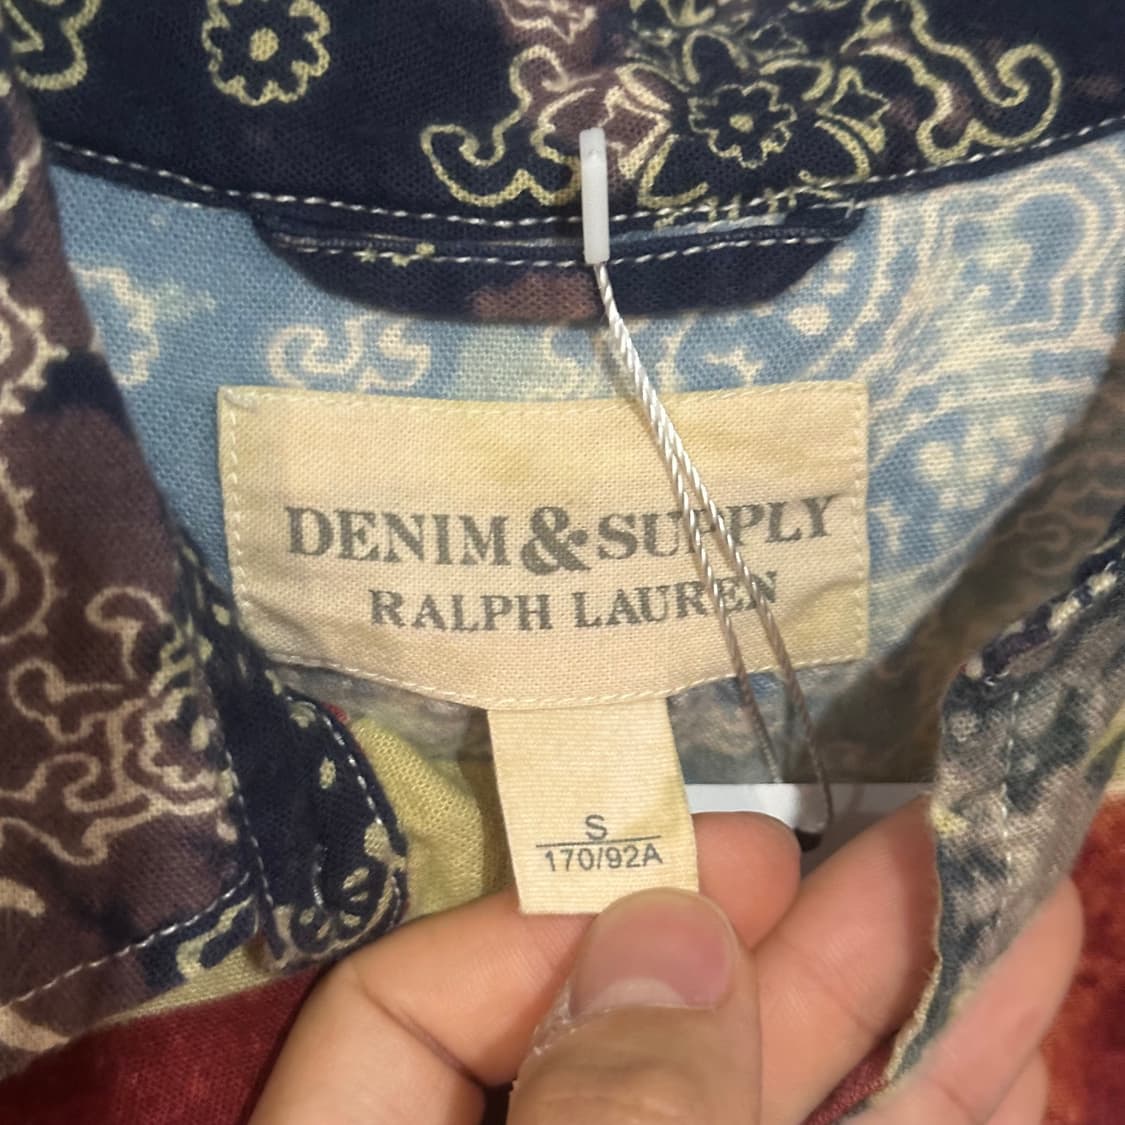 DENIM & SUPPLY
RALPH LAUREN
S
170/92A